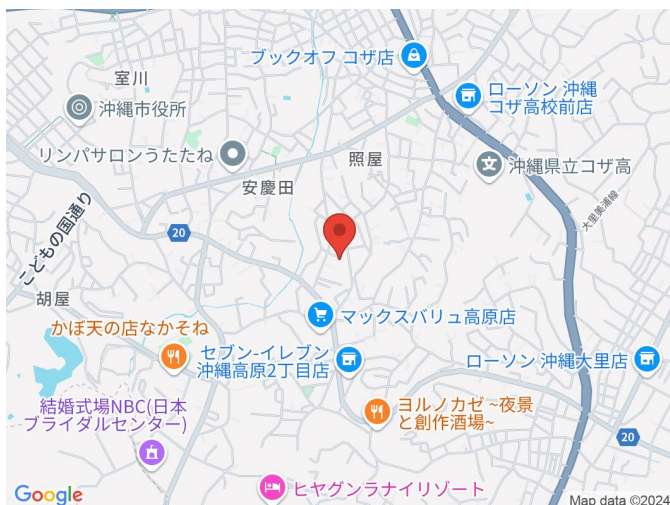 ブックオフ コザ店
室川
沖縄市役所
ローソン 沖縄
コザ高校前店
リンパサロンうたたね
照屋
沖縄県立コザ高
安慶田
大里美浦線
こどもの国通り
20
胡屋
マックスバリュ高原店
かぼ天の店なかそね
セブン-イレブン
沖縄高原2丁目店
ローソン 沖縄大里店
結婚式場NBC(日本
ブライダルセンター)
ヨルノカゼ ~夜景
と創作酒場~
20
ヒヤグンラナイリゾート
Google
Map data ©2024